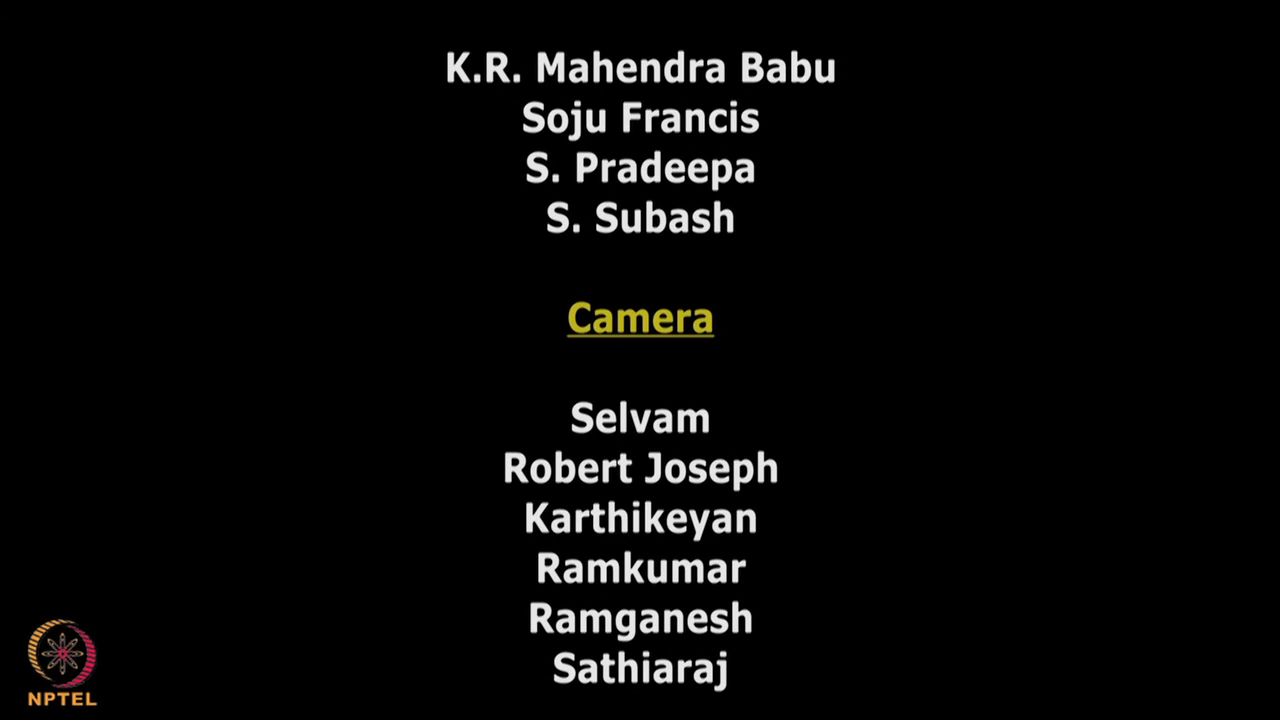 K.R. Mahendra Babu
Soju Francis
S. Pradeepa
S. Subash
Camera
Selvam
Robert Joseph
Karthikeyan
Ramkumar
Ramganesh
Sathiaraj
NPTEL